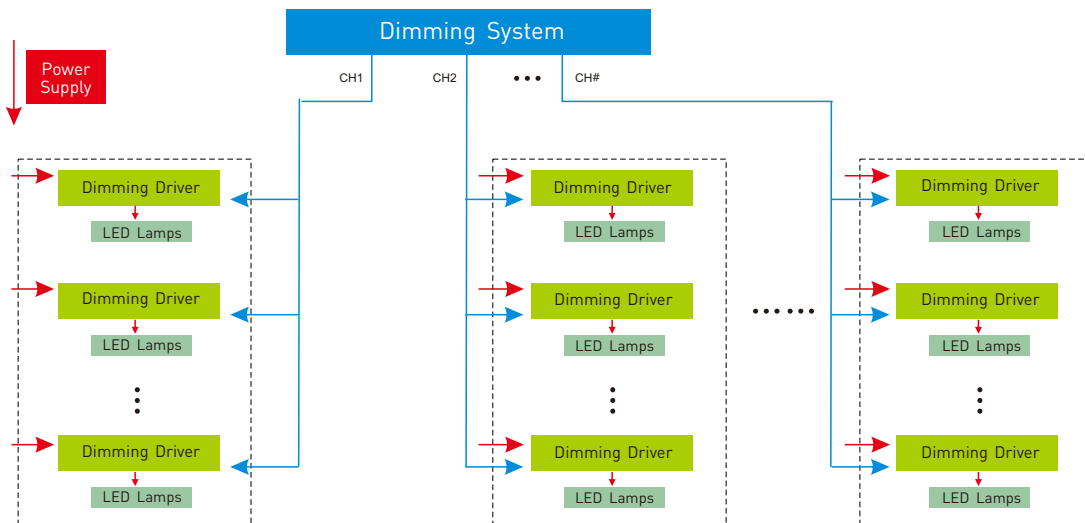 Dimming System
Power
Supply
CH1
CH2
CH#
Dimming Driver
Dimming Driver
Dimming Driver
LED Lamps
LED Lamps
LED Lamps
Dimming Driver
Dimming Driver
Dimming Driver
LED Lamps
LED Lamps
LED Lamps
Dimming Driver
Dimming Driver
Dimming Driver
LED Lamps
LED Lamps
LED Lamps